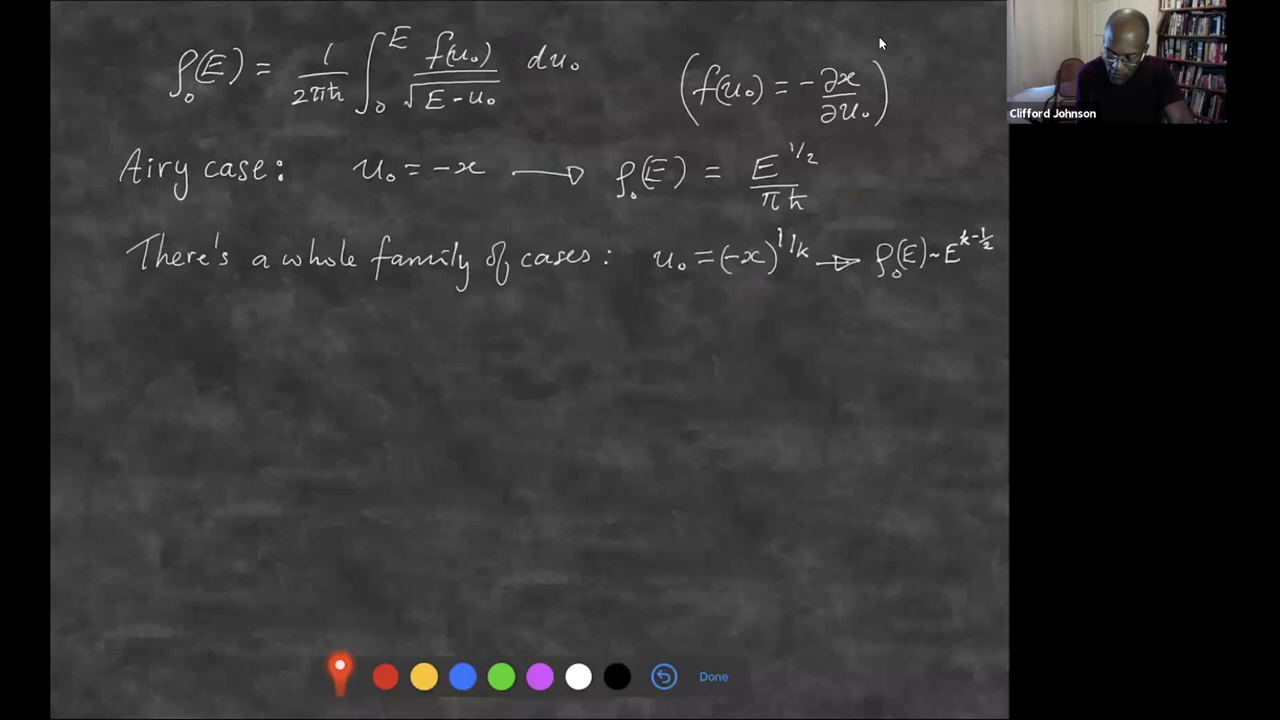 ρ₀(E) = 1/(2πħ) ∫₀^E f(u₀)/√(E-u₀) du₀ (f(u₀) = -∂x/∂u₀)
Clifford Johnson
Airy case: u₀ = -x → ρ₀(E) = E^{1/2}/(πħ)
There's a whole family of cases: u₀ = (-x)^{1/k} → ρ₀(E) ~ E^{k-1/2}
Done